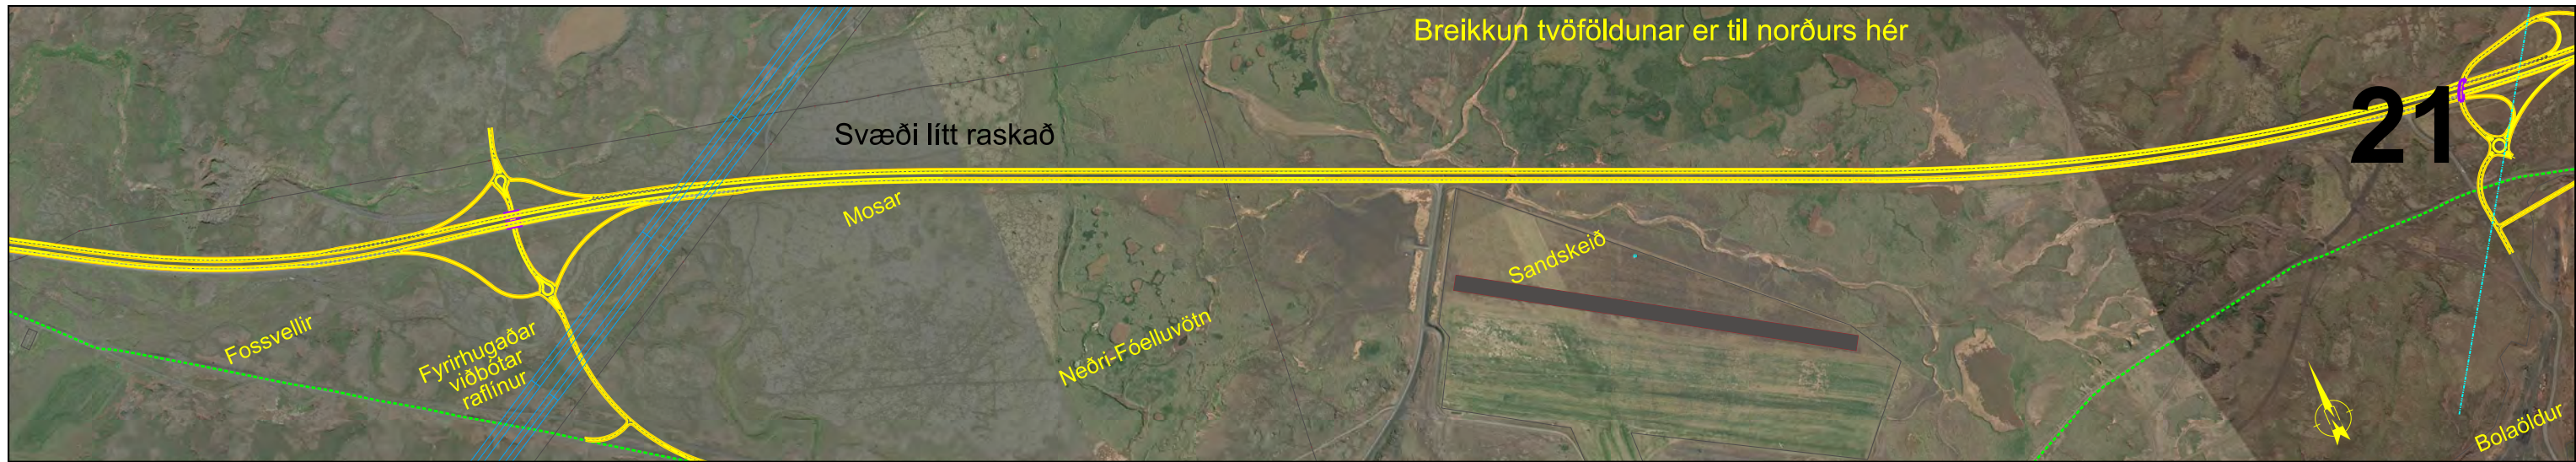 Breikkun tvöföldunar er til norðurs hér
21
Svæði lítt raskað
Mosar
Sandskeið
Fossvellir
Fyrirhugaðar
viðbótar
raflínur
Neðri-Fóelluvötn
Bolaöldur